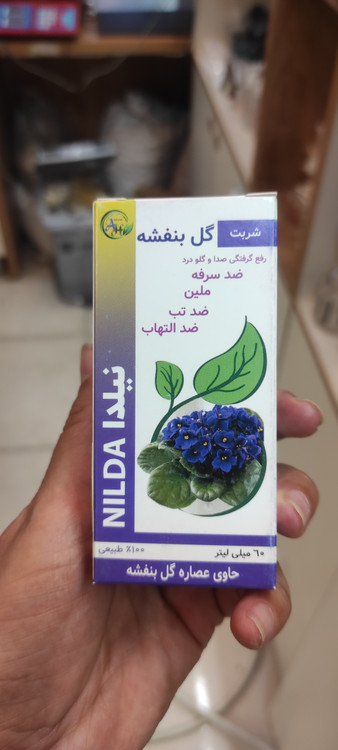 شربت گل بنفشه
رفع گرفتگی صدا و گلو درد
ضد سرفه
ملین
ضد تب
ضد التهاب
NILDA نیلدا
۶۰ میلی لیتر
۱۰۰٪ طبیعی
حاوی عصاره گل بنفشه